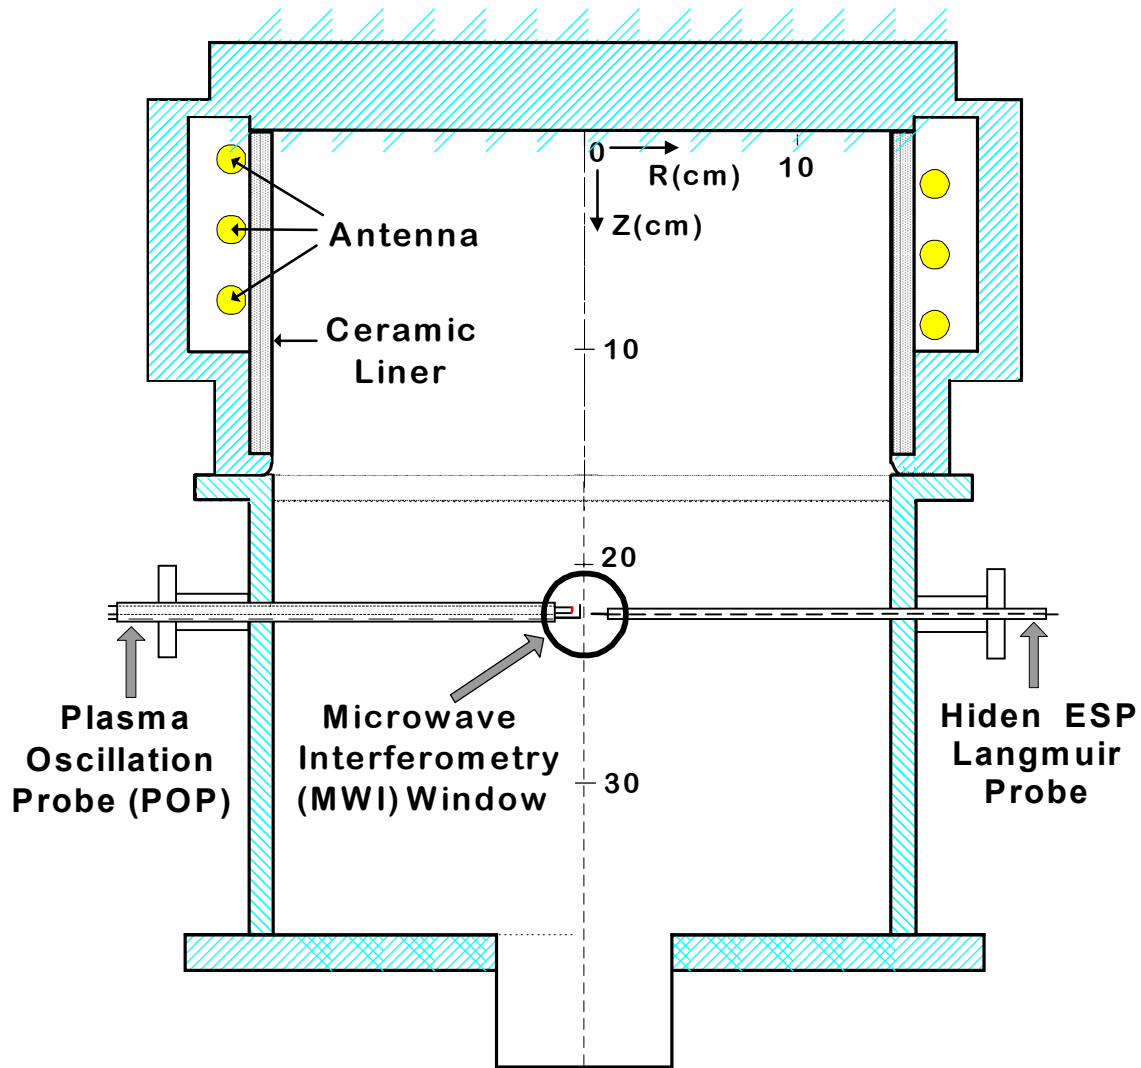 0
R(cm)
10
Z(cm)
Antenna
Ceramic
Liner
10
20
Plasma
Oscillation
Probe (POP)
Microwave
Interferometry
(MWI) Window
30
Hiden ESP
Langmuir
Probe